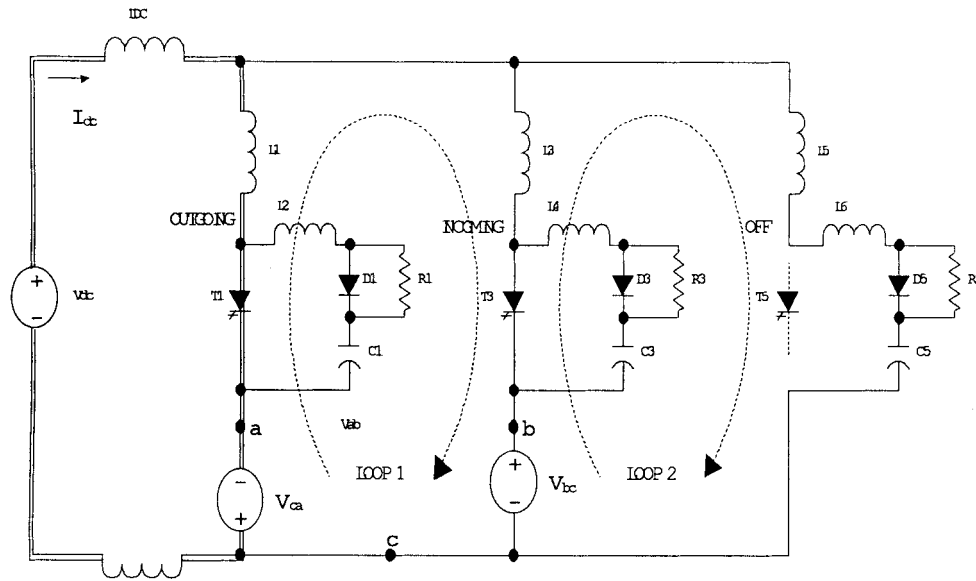 LDC
Idc
L1
L3
L5
OUTGOING
L2
INCOMING
L4
OFF
L6
+
Vdc
−
T1
D1
R1
T3
D3
R3
T5
D5
R
C1
C3
C5
a
Vab
b
LOOP 1
LOOP 2
−
Vca
+
+
Vbc
−
c